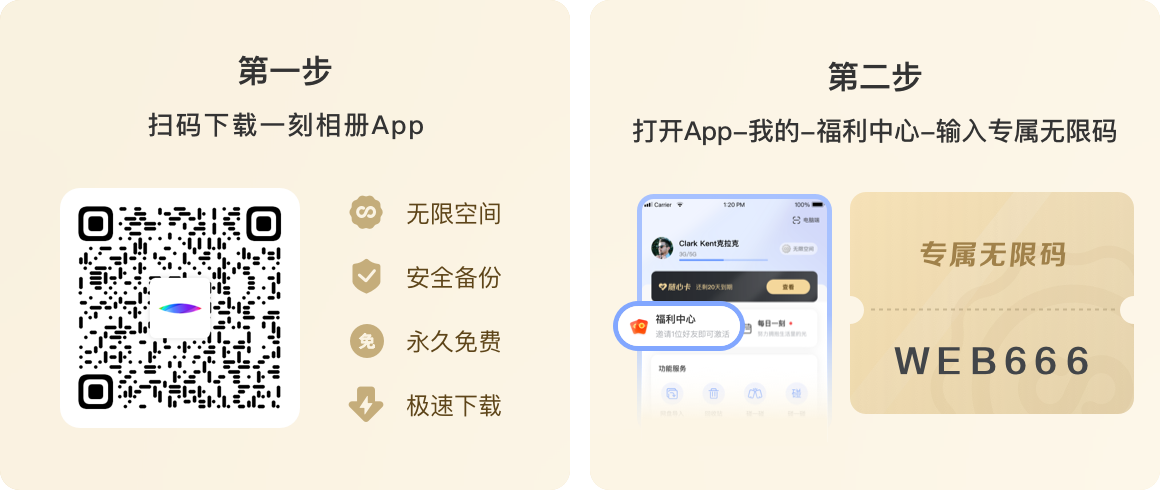 第一步
扫码下载一刻相册App
无限空间
安全备份
免
永久免费
极速下载
第二步
打开App-我的-福利中心-输入专属无限码
Carrier
1:20 PM
100%
电脑端
Clark Kent克拉克
3G/5G
无限空间
随心卡
还剩20天到期
查看
福利中心
邀请1位好友即可激活
每日一刻
功能服务
专属无限码
WEB666